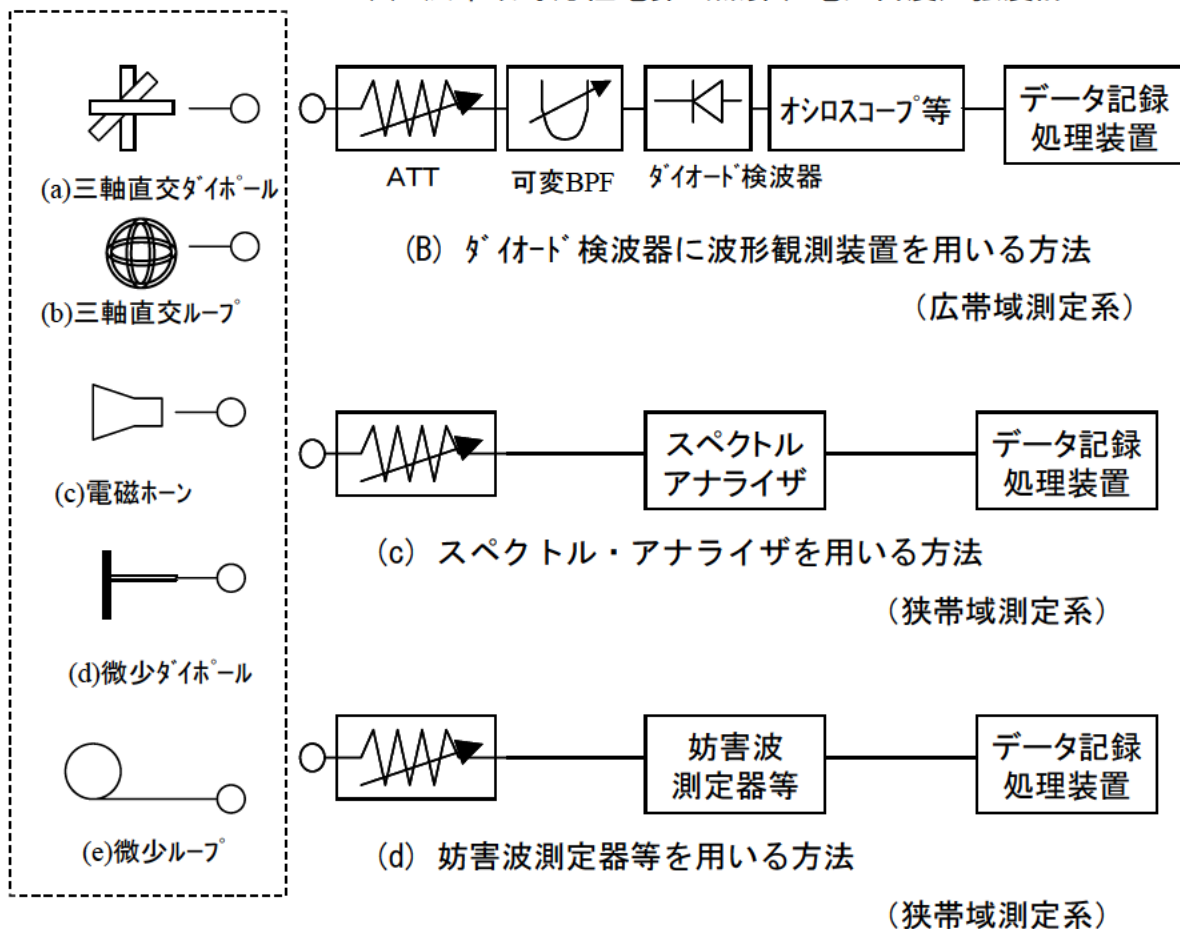 (a)三軸直交ﾀﾞｲﾎﾟｰﾙ
(b)三軸直交ﾙｰﾌﾟ
(c)電磁ﾎｰﾝ
(d)微少ﾀﾞｲﾎﾟｰﾙ
(e)微少ﾙｰﾌﾟ
オシロスコープ等
データ記録
処理装置
ATT
可変BPF
ﾀﾞｲｵｰﾄﾞ検波器
(B) ﾀﾞｲｵｰﾄﾞ検波器に波形観測装置を用いる方法
（広帯域測定系）
スペクトル
アナライザ
データ記録
処理装置
(c) スペクトル・アナライザを用いる方法
（狭帯域測定系）
妨害波
測定器等
データ記録
処理装置
(d) 妨害波測定器等を用いる方法
（狭帯域測定系）